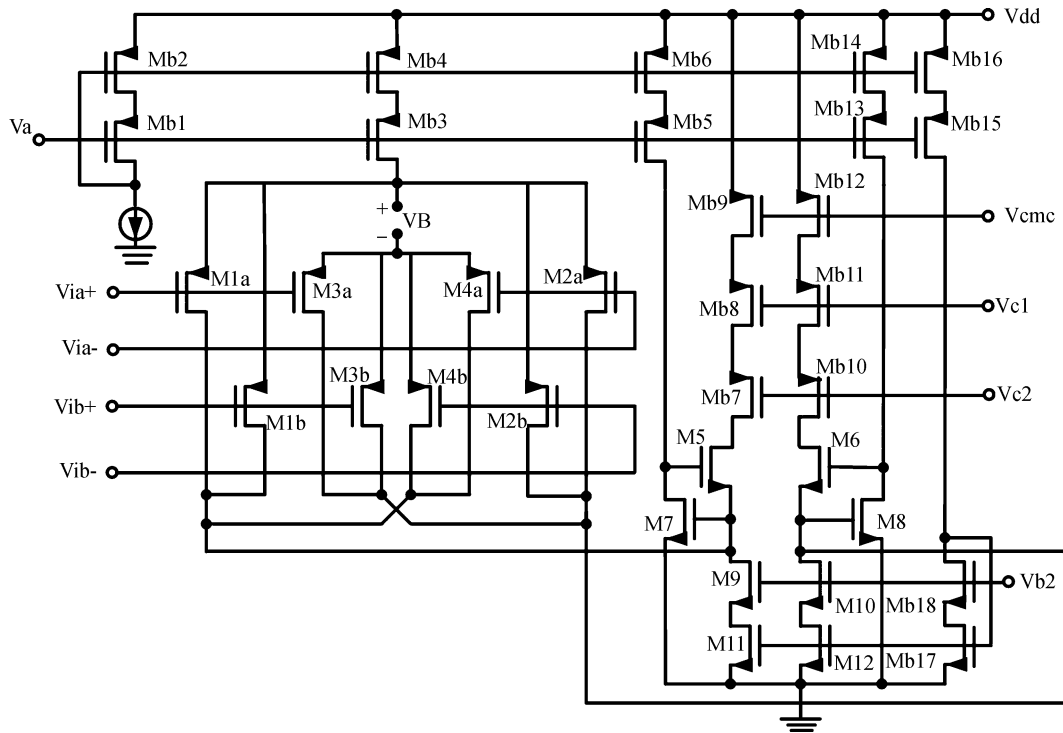 Vdd
Mb14
Mb2
Mb4
Mb6
Mb16
Mb13
Va
Mb1
Mb3
Mb5
Mb15
Mb12
+
VB
−
Mb9
Vcmc
M1a
M3a
M4a
M2a
Mb11
Via+
Mb8
Vc1
Via-
M3b
M4b
Mb10
Ib+
Mb7
Vc2
M1b
M2b
M5
M6
Vib-
M7
M8
M9
M10
Mb18
Vb2
M11
M12
Mb17